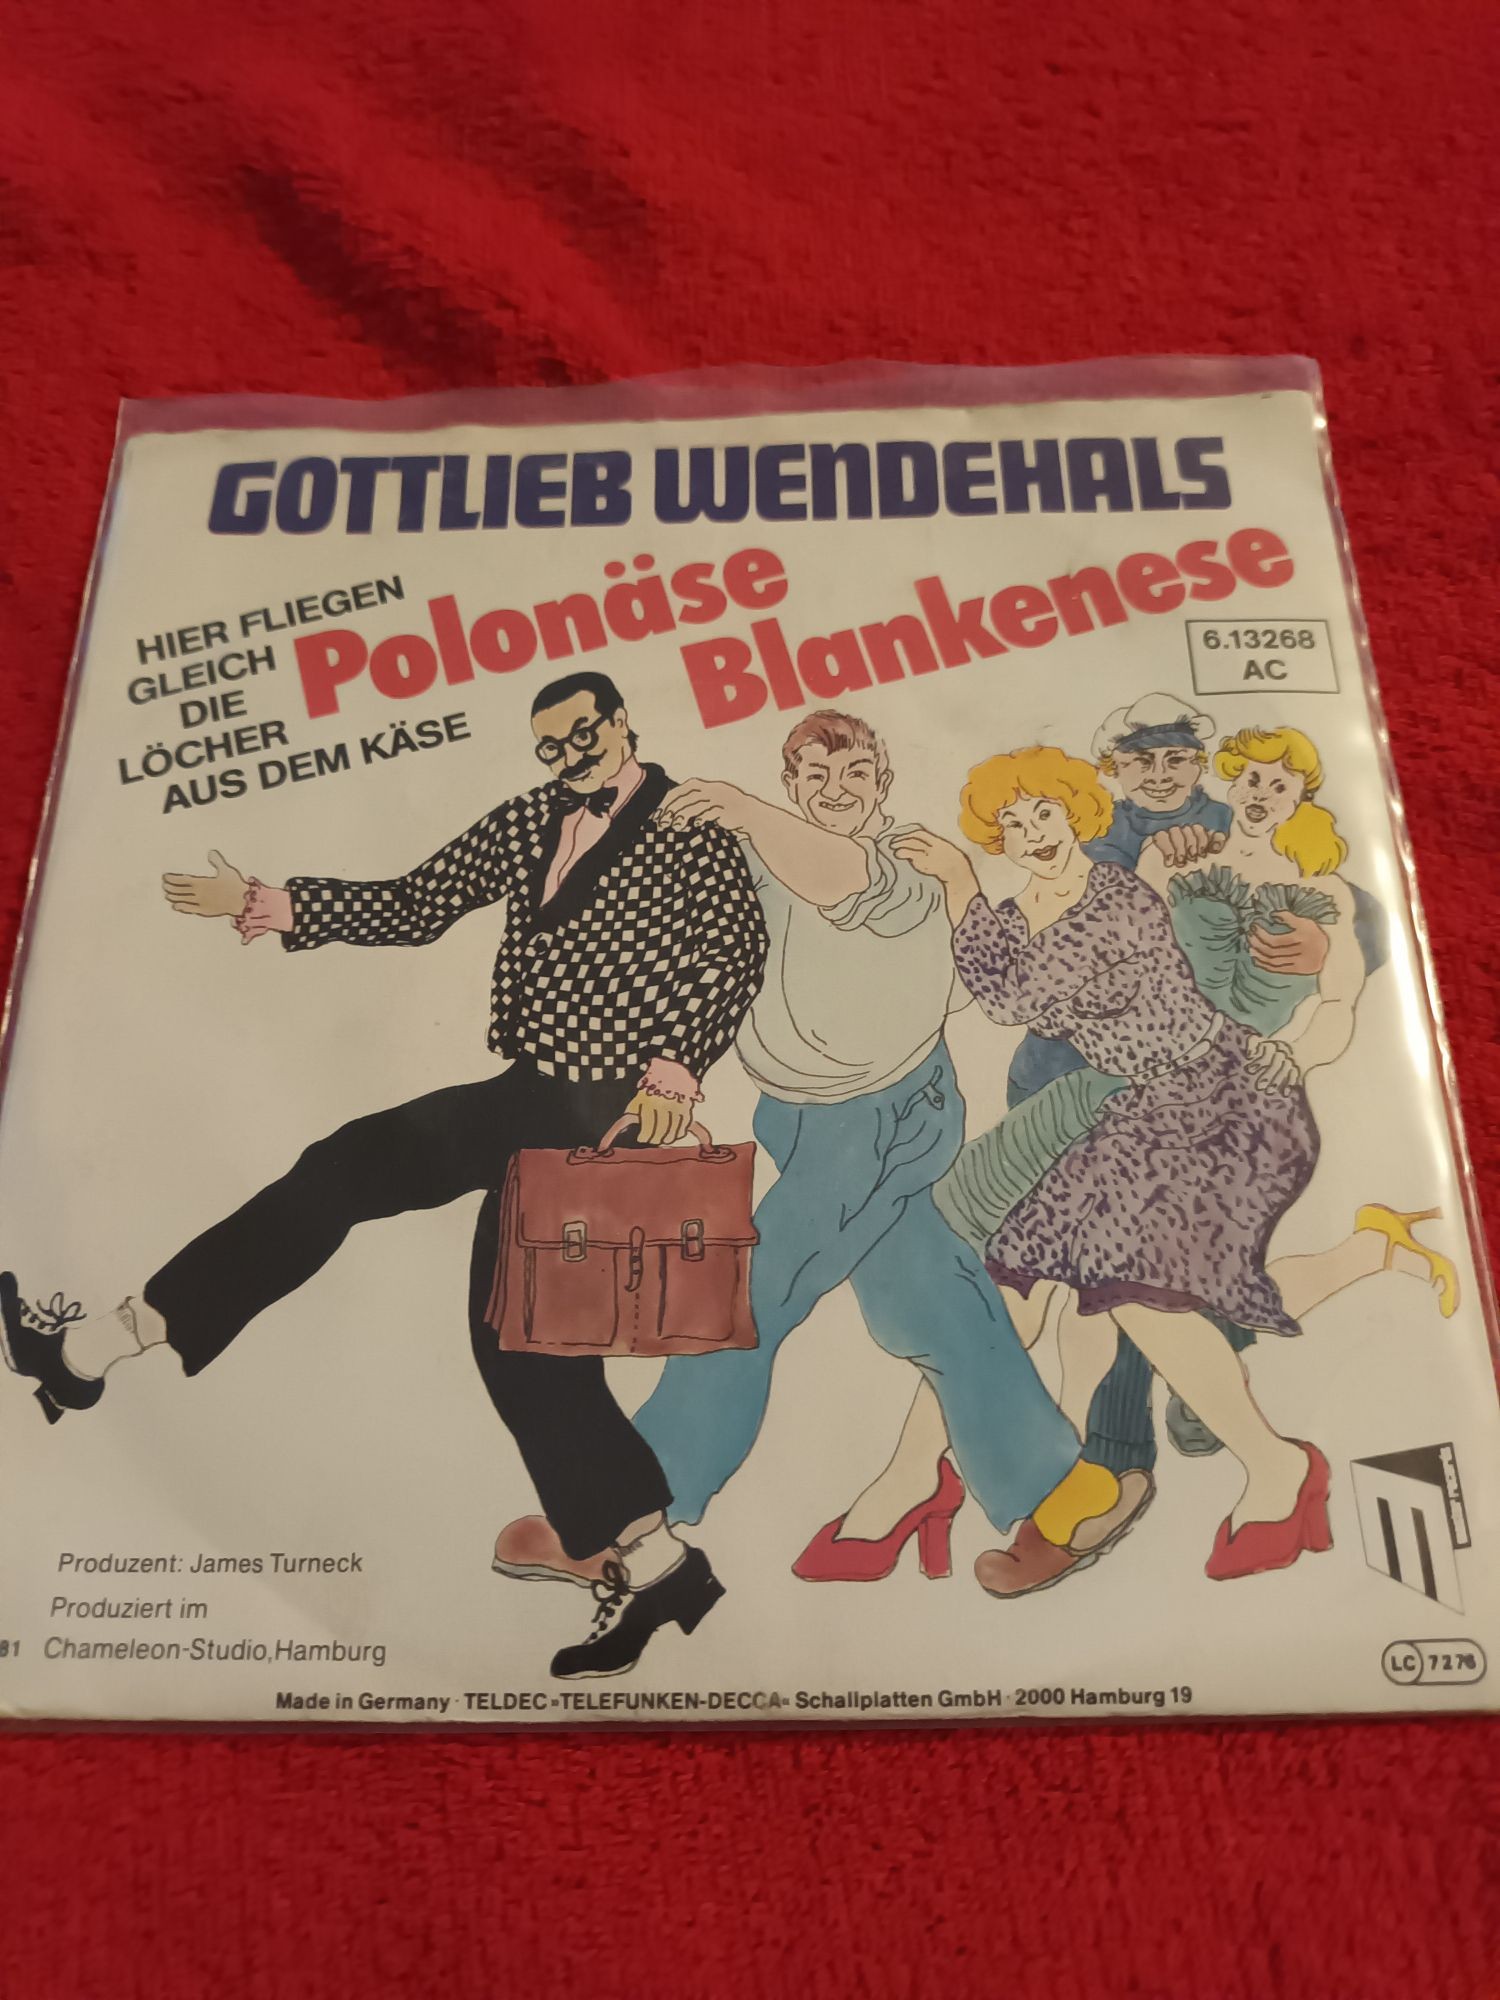 GOTTLIEB WENDEHALS
HIER FLIEGEN
GLEICH
DIE
LÖCHER
AUS DEM KÄSE
Polonäse
Blankenese
6.13268
AC
Produzent: James Turneck
Produziert im
81 Chameleon-Studio,Hamburg
Made in Germany · TELDEC »TELEFUNKEN-DECCA« Schallplatten GmbH · 2000 Hamburg 19
LC 7276